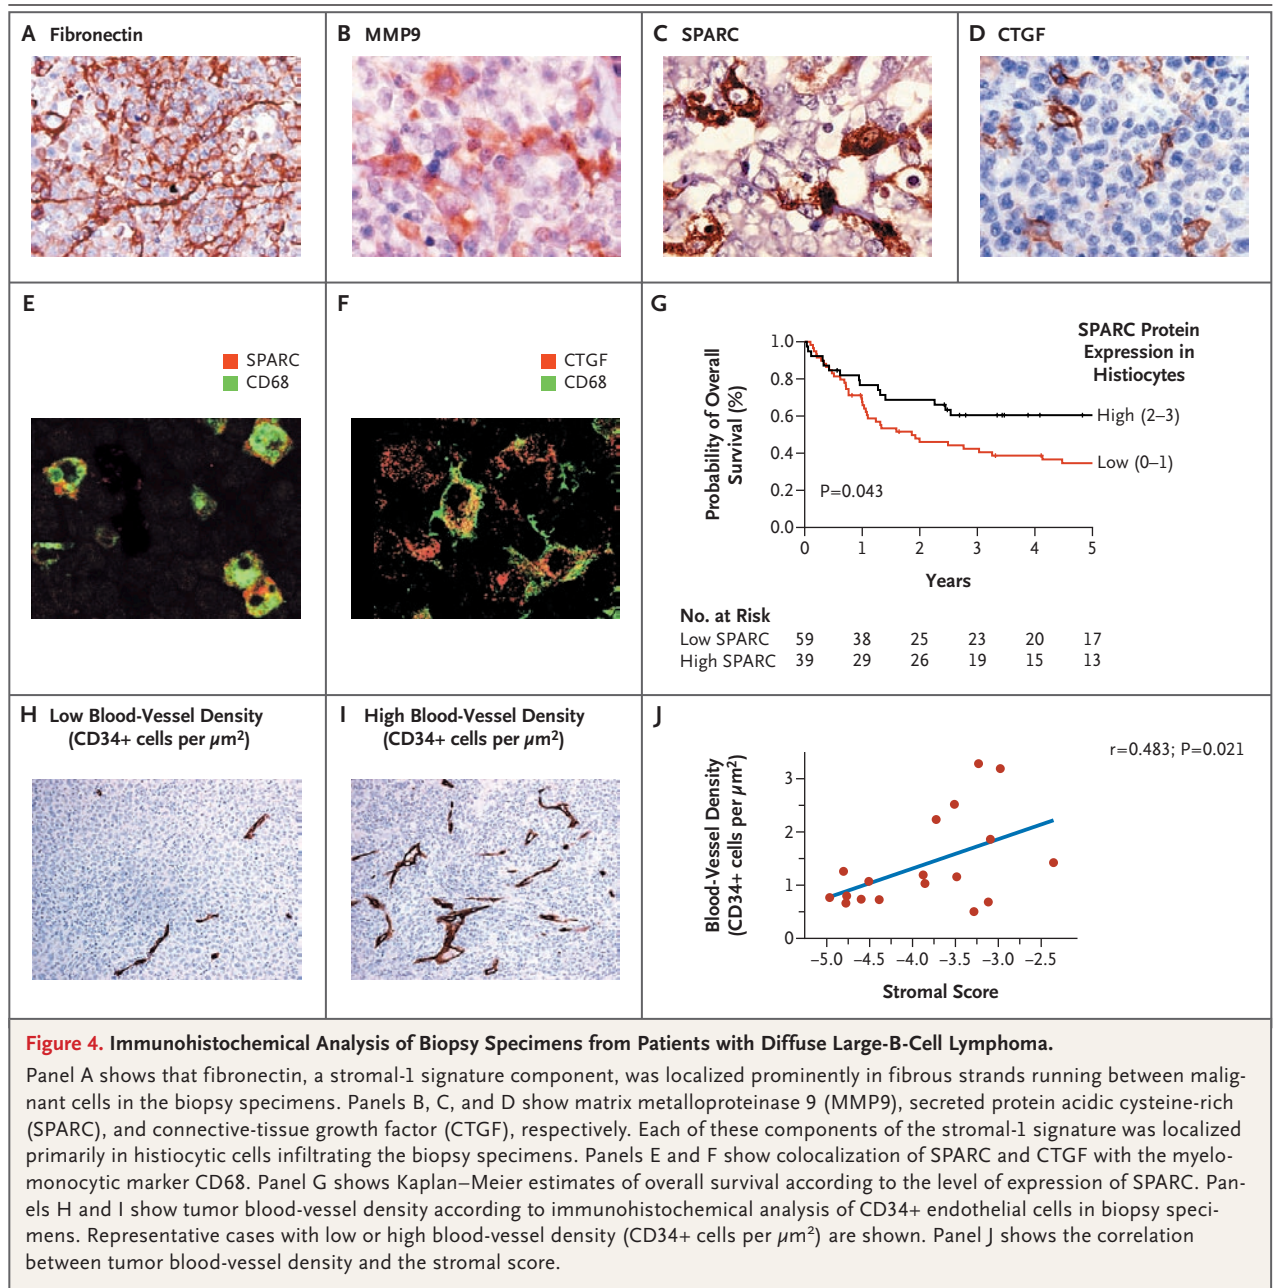 A Fibronectin
B MMP9
C SPARC
D CTGF
E
SPARC
CD68
F
CTGF
CD68
G
SPARC Protein
Expression in
Histiocytes
Probability of Overall
Survival (%)
1.0
0.8
0.6
0.4
0.2
0.0
High (2–3)
Low (0–1)
P=0.043
0 1 2 3 4 5
Years
No. at Risk
Low SPARC 59 38 25 23 20 17
High SPARC 39 29 26 19 15 13
H Low Blood-Vessel Density
(CD34+ cells per µm²)
I High Blood-Vessel Density
(CD34+ cells per µm²)
J
r=0.483; P=0.021
Blood-Vessel Density
(CD34+ cells per µm²)
3
2
1
0
–5.0 –4.5 –4.0 –3.5 –3.0 –2.5
Stromal Score
Figure 4. Immunohistochemical Analysis of Biopsy Specimens from Patients with Diffuse Large-B-Cell Lymphoma.
Panel A shows that fibronectin, a stromal-1 signature component, was localized prominently in fibrous strands running between malig-
nant cells in the biopsy specimens. Panels B, C, and D show matrix metalloproteinase 9 (MMP9), secreted protein acidic cysteine-rich
(SPARC), and connective-tissue growth factor (CTGF), respectively. Each of these components of the stromal-1 signature was localized
primarily in histiocytic cells infiltrating the biopsy specimens. Panels E and F show colocalization of SPARC and CTGF with the myelo-
monocytic marker CD68. Panel G shows Kaplan–Meier estimates of overall survival according to the level of expression of SPARC. Pan-
els H and I show tumor blood-vessel density according to immunohistochemical analysis of CD34+ endothelial cells in biopsy speci-
mens. Representative cases with low or high blood-vessel density (CD34+ cells per µm²) are shown. Panel J shows the correlation
between tumor blood-vessel density and the stromal score.